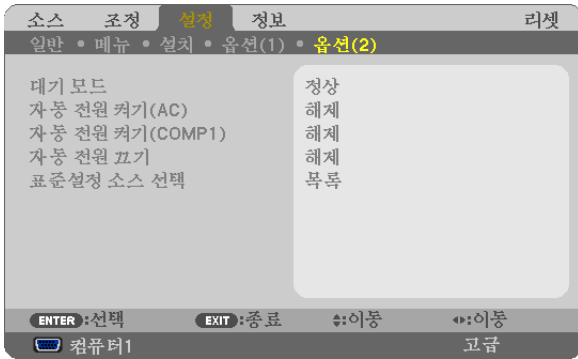 소스 조정 설정 정보 리셋
일반 • 메뉴 • 설치 • 옵션(1) • 옵션(2)
대기 모드 정상
자동 전원 켜기(AC) 해제
자동 전원 켜기(COMP1) 해제
자동 전원 끄기 해제
표준설정 소스 선택 목록
ENTER :선택 EXIT :종료 :이동 :이동
컴퓨터1 고급